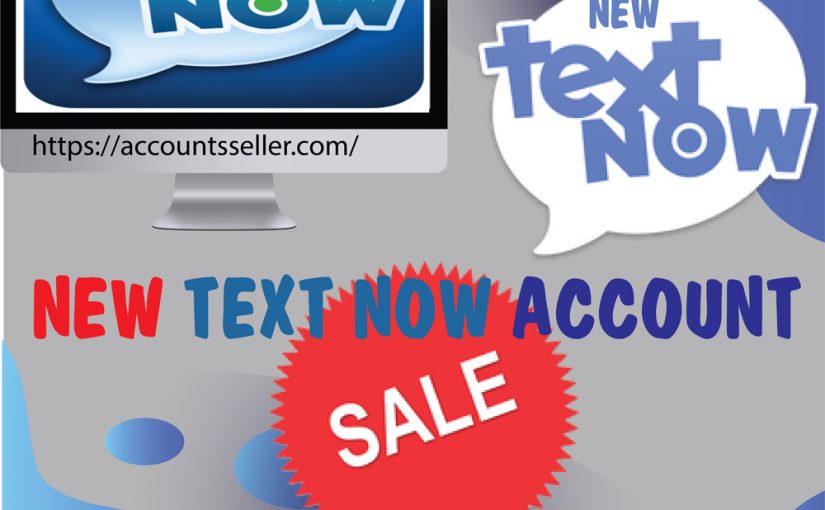 NOW
https://accountsseller.com/
NEW
text
NOW
NEW TEXT NOW ACCOUNT
SALE